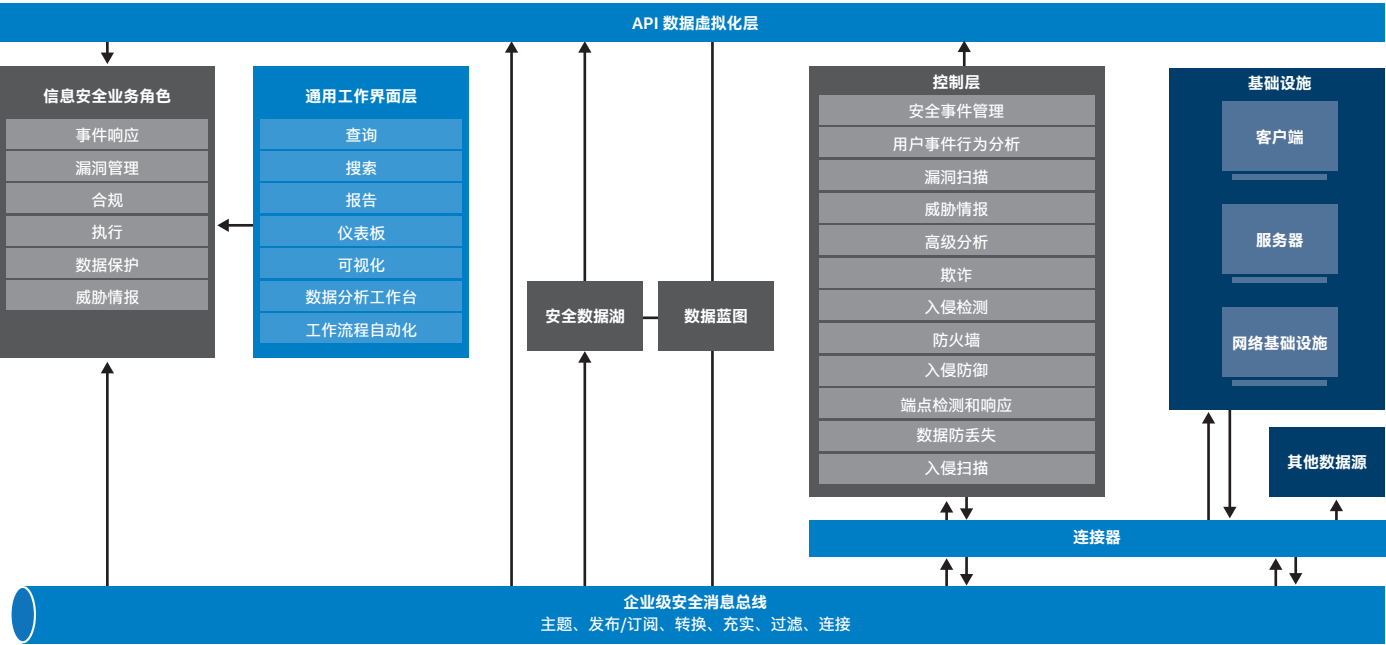 API 数据虚拟化层
信息安全业务角色
事件响应
漏洞管理
合规
执行
数据保护
威胁情报
通用工作界面层
查询
搜索
报告
仪表板
可视化
数据分析工作台
工作流程自动化
安全数据湖
数据蓝图
控制层
安全事件管理
用户事件行为分析
漏洞扫描
威胁情报
高级分析
欺诈
入侵检测
防火墙
入侵防御
端点检测和响应
数据防丢失
入侵扫描
基础设施
客户端
服务器
网络基础设施
其他数据源
连接器
企业级安全消息总线
主题、发布/订阅、转换、充实、过滤、连接